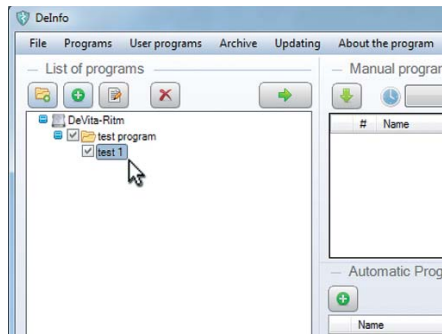 DeInfo
File Programs User programs Archive Updating About the program
List of programs
Manual program
DeVita-Ritm
test program
test 1
# Name
Automatic Prog
Name